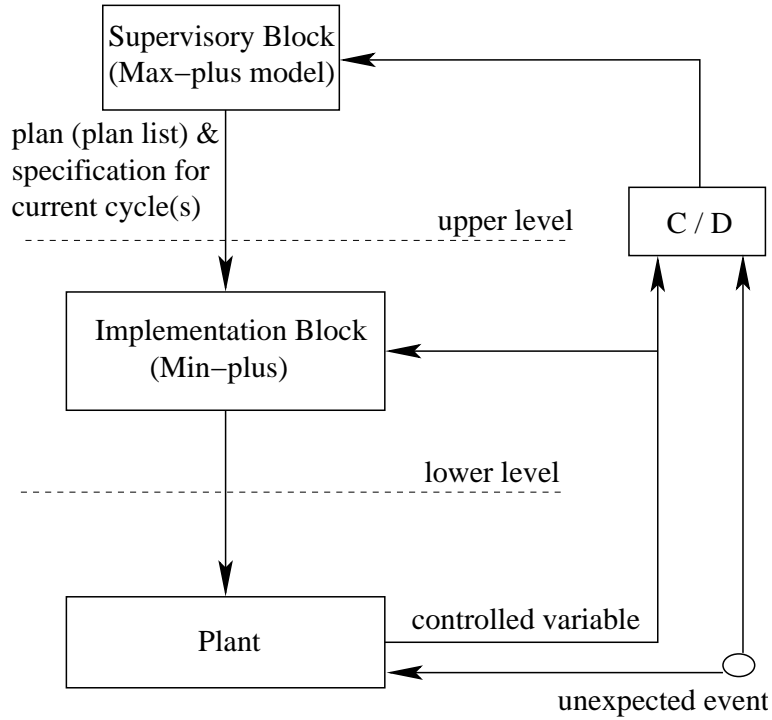 Supervisory Block
(Max−plus model)
plan (plan list) &
specification for
current cycle(s)
upper level
C / D
Implementation Block
(Min−plus)
lower level
controlled variable
Plant
unexpected event